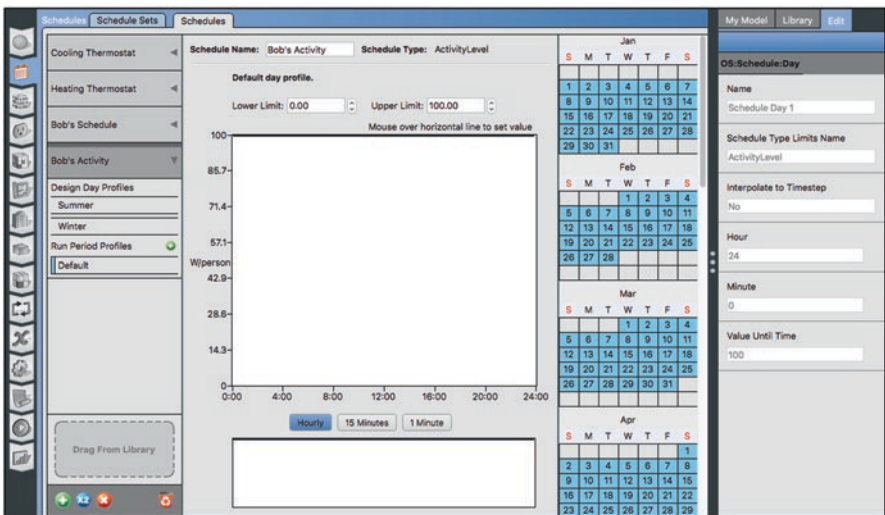 Schedules Schedule Sets Schedules
My Model Library Edit
Cooling Thermostat
Heating Thermostat
Bob's Schedule
Bob's Activity
Design Day Profiles
Summer
Winter
Run Period Profiles
Default
Drag From Library
x2
Schedule Name: Bob's Activity Schedule Type: ActivityLevel
Default day profile.
Lower Limit: 0.00 Upper Limit: 100.00
Mouse over horizontal line to set value
100
85.7
71.4
57.1
W/person
42.9
28.6
14.3
0
0:00 4:00 8:00 12:00 16:00 20:00 24:00
Hourly 15 Minutes 1 Minute
Jan
S M T W T F S
1 2 3 4 5 6 7
8 9 10 11 12 13 14
15 16 17 18 19 20 21
22 23 24 25 26 27 28
29 30 31
Feb
S M T W T F S
1 2 3 4
5 6 7 8 9 10 11
12 13 14 15 16 17 18
19 20 21 22 23 24 25
26 27 28
Mar
S M T W T F S
1 2 3 4
5 6 7 8 9 10 11
12 13 14 15 16 17 18
19 20 21 22 23 24 25
26 27 28 29 30 31
Apr
S M T W T F S
1
2 3 4 5 6 7 8
9 10 11 12 13 14 15
16 17 18 19 20 21 22
23 24 25 26 27 28 29
OS:Schedule:Day
Name
Schedule Day 1
Schedule Type Limits Name
ActivityLevel
Interpolate to Timestep
No
Hour
24
Minute
0
Value Until Time
100